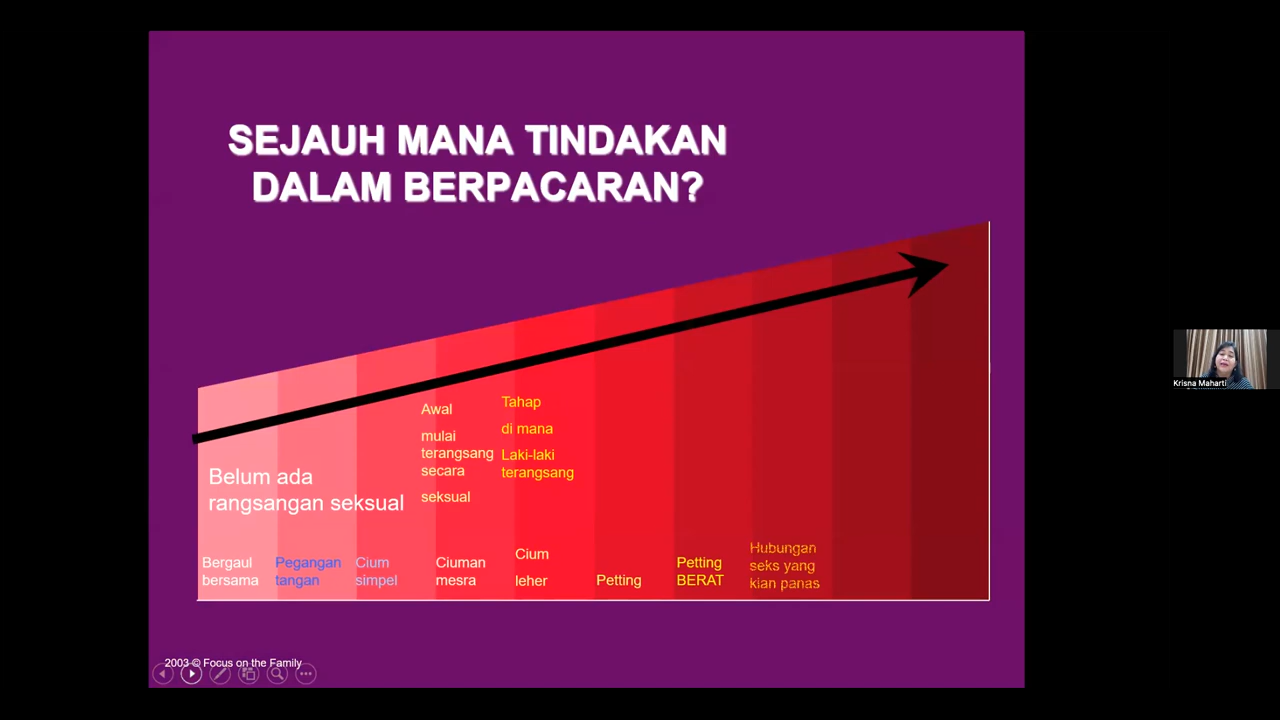 SEJAUH MANA TINDAKAN
DALAM BERPACARAN?
Belum ada
rangsangan seksual
Awal
mulai
terangsang
secara
seksual
Tahap
di mana
Laki-laki
terangsang
Bergaul
bersama
Pegangan
tangan
Cium
simpel
Ciuman
mesra
Cium
leher
Petting
Petting
BERAT
Hubungan
seks yang
kian panas
2003 © Focus on the Family
Krisna Maharti